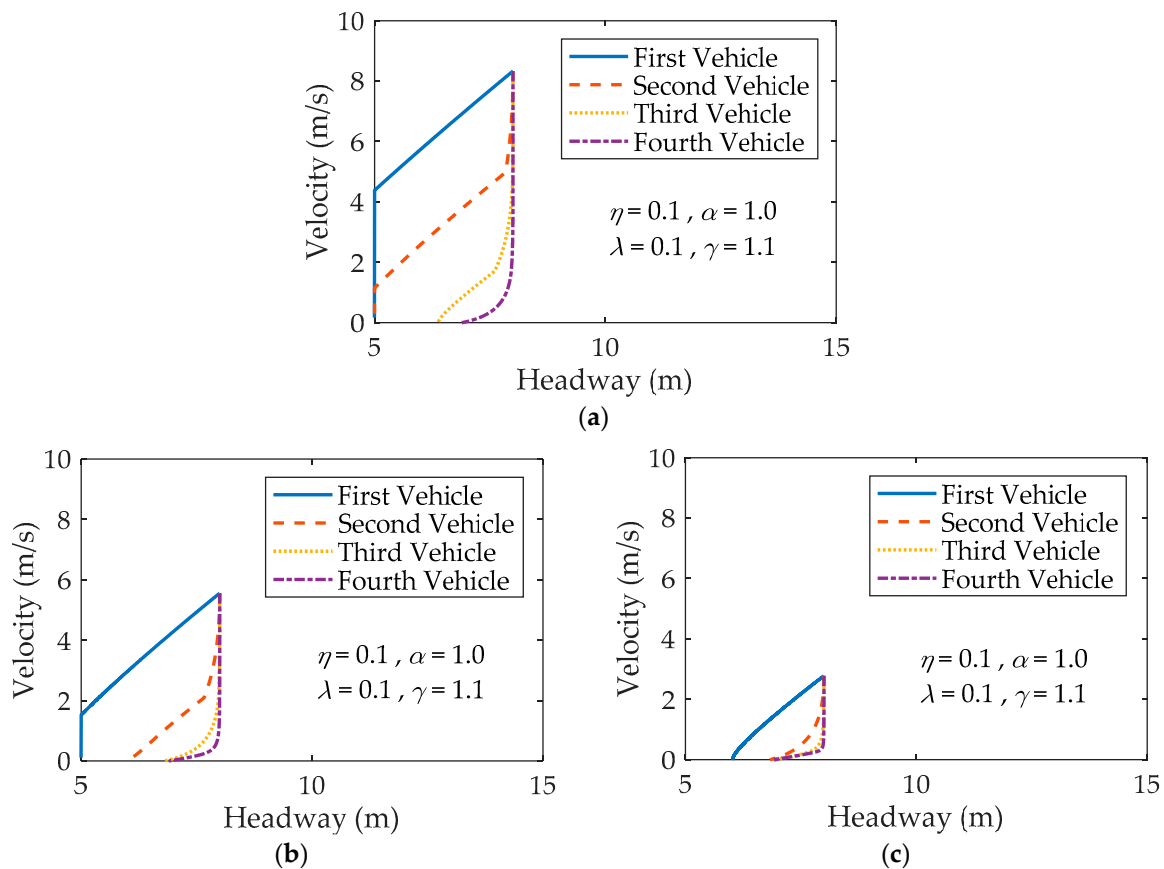 10
8
6
4
2
0
Velocity (m/s)
First Vehicle
Second Vehicle
Third Vehicle
Fourth Vehicle
η = 0.1 , α = 1.0
λ = 0.1 , γ = 1.1
5 10 15
Headway (m)
(a)
10
8
6
4
2
0
Velocity (m/s)
First Vehicle
Second Vehicle
Third Vehicle
Fourth Vehicle
η = 0.1 , α = 1.0
λ = 0.1 , γ = 1.1
5 10 15
Headway (m)
(b)
10
8
6
4
2
0
Velocity (m/s)
First Vehicle
Second Vehicle
Third Vehicle
Fourth Vehicle
η = 0.1 , α = 1.0
λ = 0.1 , γ = 1.1
5 10 15
Headway (m)
(c)